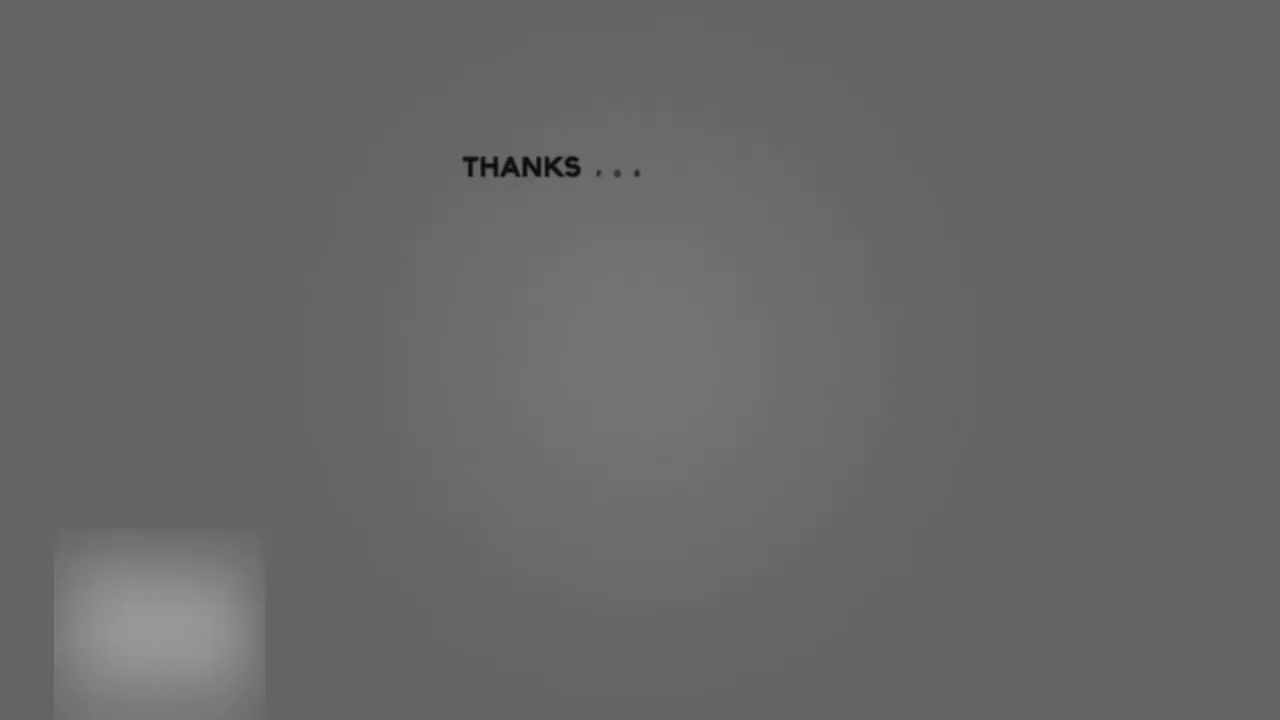 THANKS . . .